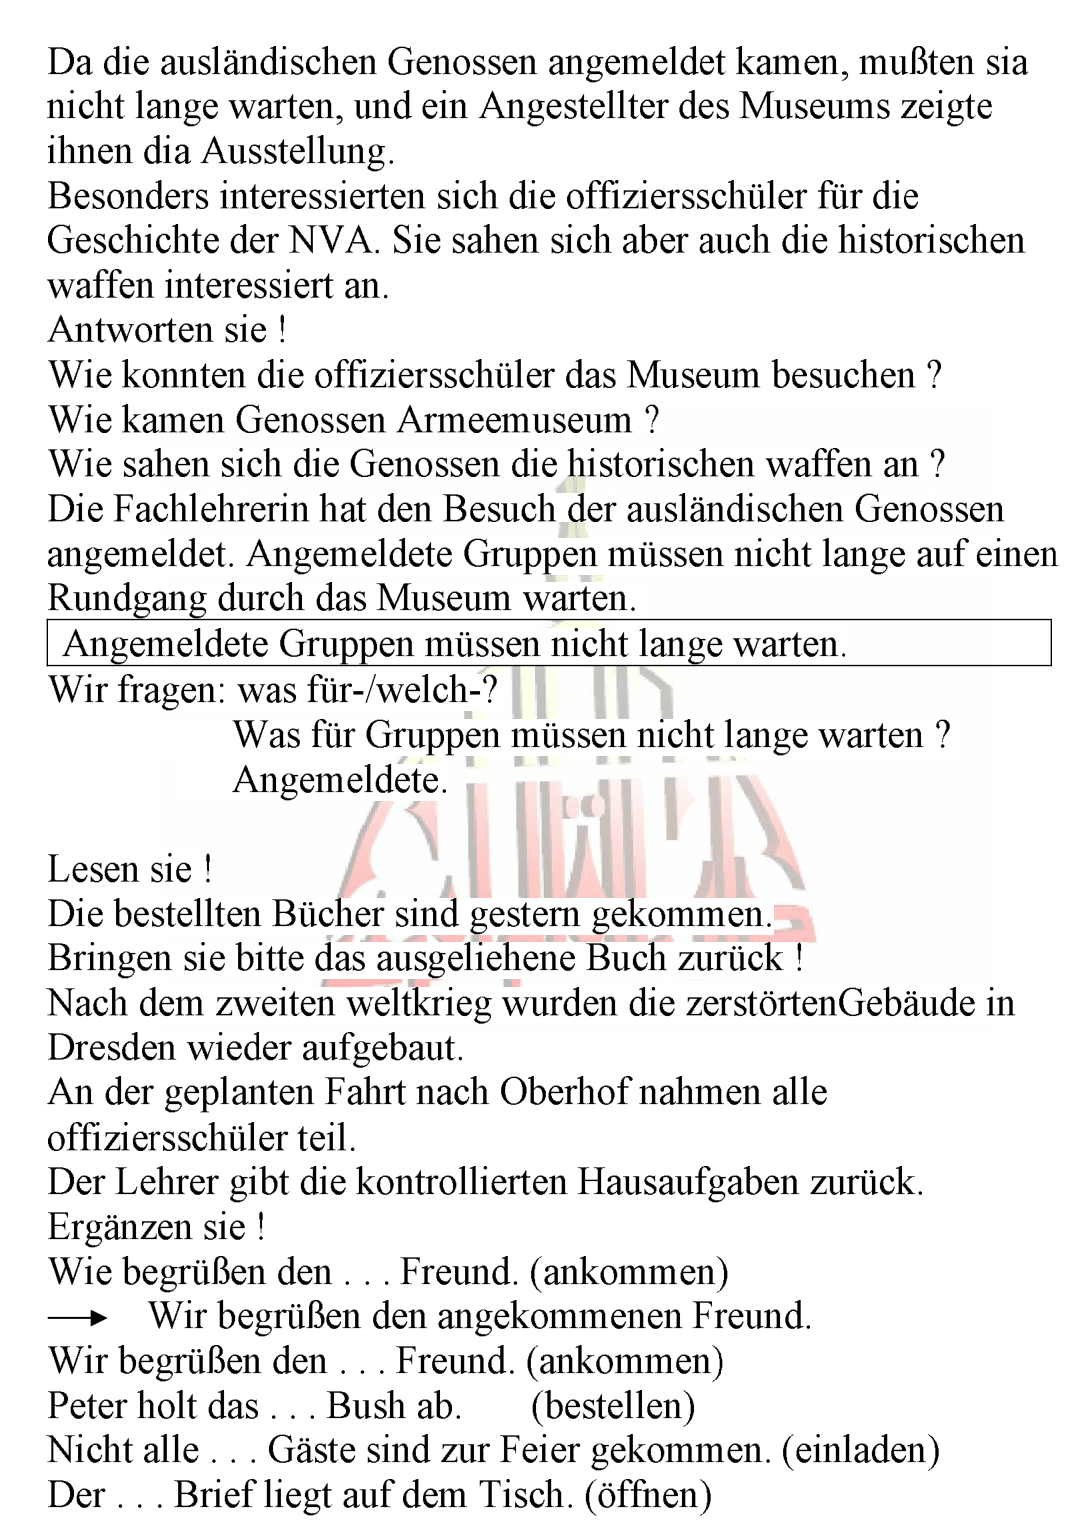 Da die ausländischen Genossen angemeldet kamen, mußten sia
nicht lange warten, und ein Angestellter des Museums zeigte
ihnen dia Ausstellung.
Besonders interessierten sich die offiziersschüler für die
Geschichte der NVA. Sie sahen sich aber auch die historischen
waffen interessiert an.
Antworten sie !
Wie konnten die offiziersschüler das Museum besuchen ?
Wie kamen Genossen Armeemuseum ?
Wie sahen sich die Genossen die historischen waffen an ?
Die Fachlehrerin hat den Besuch der ausländischen Genossen
angemeldet. Angemeldete Gruppen müssen nicht lange auf einen
Rundgang durch das Museum warten.
Angemeldete Gruppen müssen nicht lange warten.
Wir fragen: was für-/welch-?
Was für Gruppen müssen nicht lange warten ?
Angemeldete.
Lesen sie !
Die bestellten Bücher sind gestern gekommen.
Bringen sie bitte das ausgeliehene Buch zurück !
Nach dem zweiten weltkrieg wurden die zerstörtenGebäude in
Dresden wieder aufgebaut.
An der geplanten Fahrt nach Oberhof nahmen alle
offiziersschüler teil.
Der Lehrer gibt die kontrollierten Hausaufgaben zurück.
Ergänzen sie !
Wie begrüßen den . . . Freund. (ankommen)
→ Wir begrüßen den angekommenen Freund.
Wir begrüßen den . . . Freund. (ankommen)
Peter holt das . . . Bush ab. (bestellen)
Nicht alle . . . Gäste sind zur Feier gekommen. (einladen)
Der . . . Brief liegt auf dem Tisch. (öffnen)